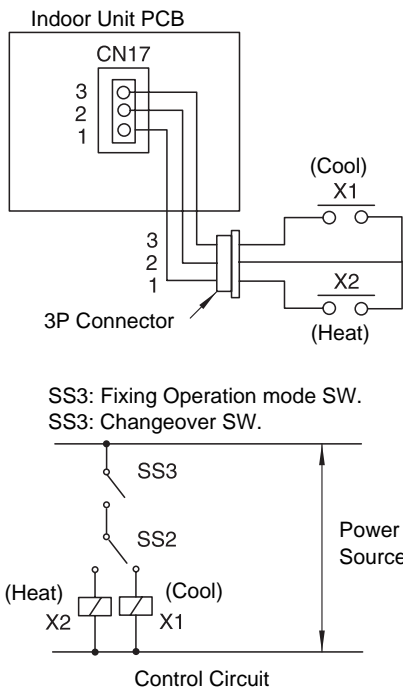 Indoor Unit PCB
CN17
3
2
1
(Cool)
X1
3
2
1
X2
(Heat)
3P Connector
SS3: Fixing Operation mode SW.
SS3: Changeover SW.
SS3
SS2
Power
Source
(Heat)
(Cool)
X2
X1
Control Circuit